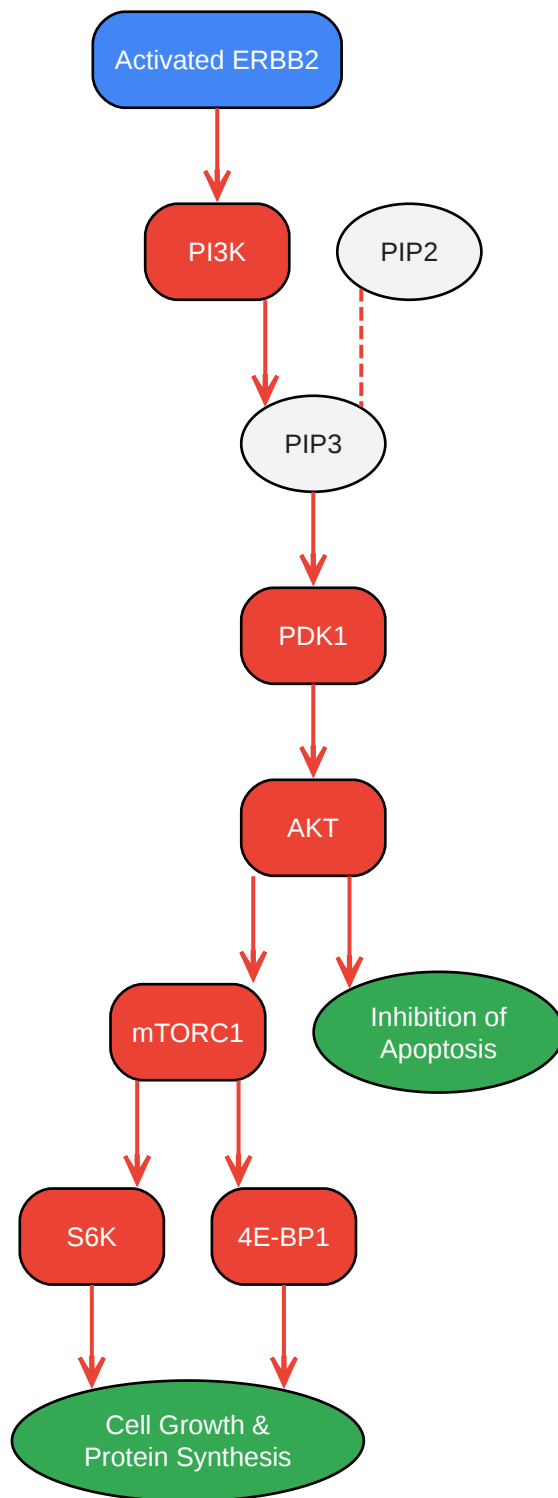 Activated ERBB2
PI3K
PIP2
PIP3
PDK1
AKT
mTORC1
Inhibition of
Apoptosis
S6K
4E-BP1
Cell Growth &
Protein Synthesis